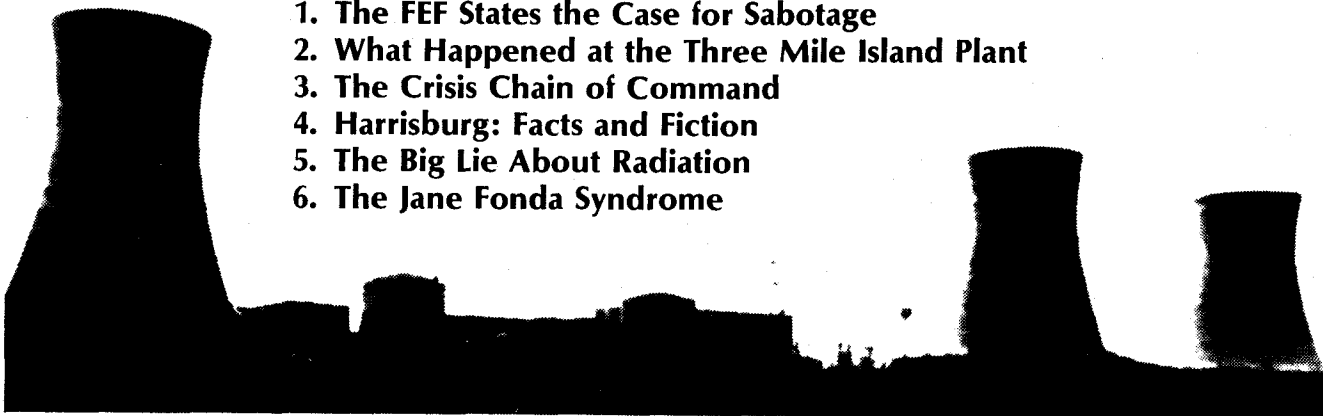 1. The FEF States the Case for Sabotage
2. What Happened at the Three Mile Island Plant
3. The Crisis Chain of Command
4. Harrisburg: Facts and Fiction
5. The Big Lie About Radiation
6. The Jane Fonda Syndrome